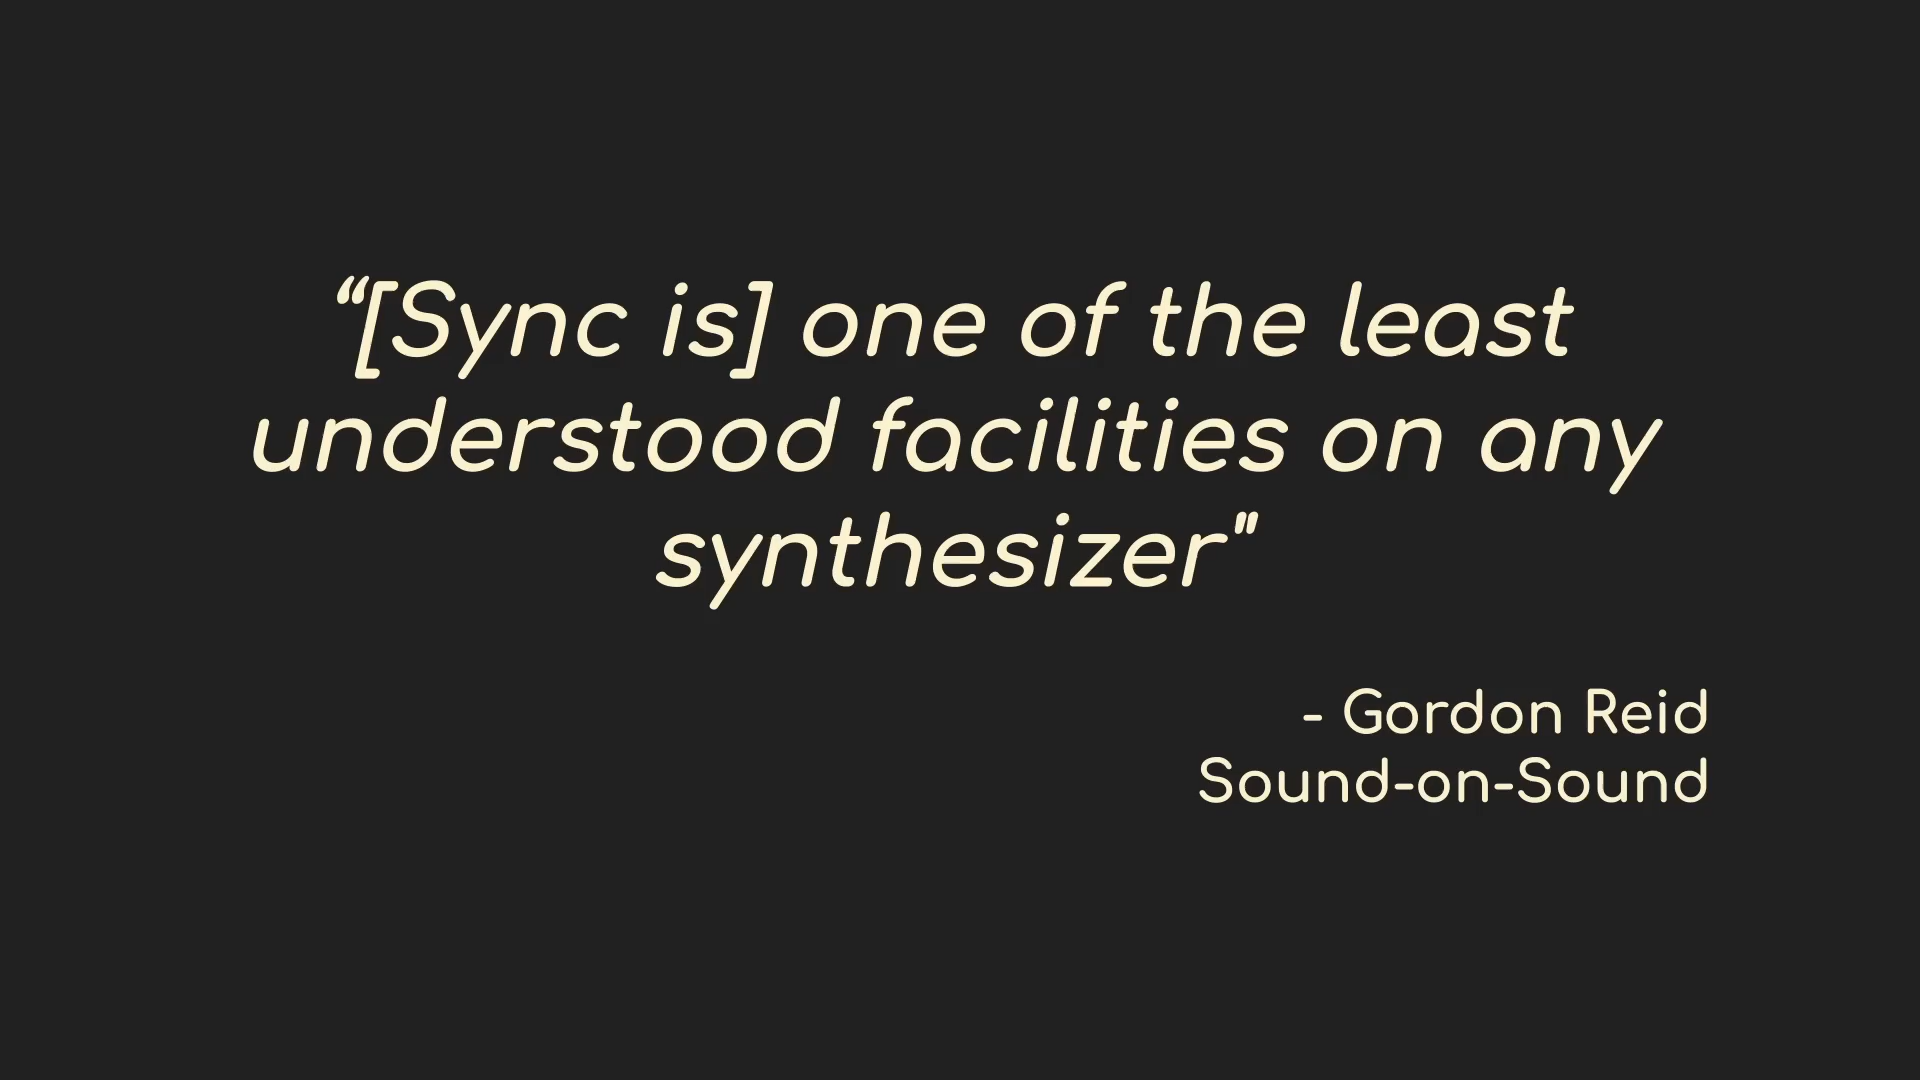 “[Sync is] one of the least
understood facilities on any
synthesizer”
- Gordon Reid
Sound-on-Sound